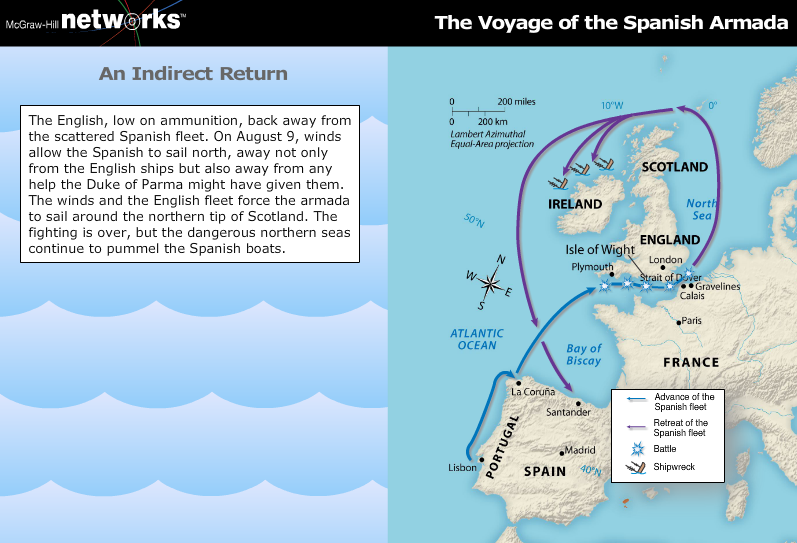 McGraw-Hill networks™
The Voyage of the Spanish Armada
An Indirect Return
The English, low on ammunition, back away from
the scattered Spanish fleet. On August 9, winds
allow the Spanish to sail north, away not only
from the English ships but also away from any
help the Duke of Parma might have given them.
The winds and the English fleet force the armada
to sail around the northern tip of Scotland. The
fighting is over, but the dangerous northern seas
continue to pummel the Spanish boats.
0 200 miles
0 200 km
Lambert Azimuthal
Equal-Area projection
10°W
0°
SCOTLAND
IRELAND
North
Sea
50°N
ENGLAND
Isle of Wight
London
Plymouth
Strait of Dover
Gravelines
Calais
N
W
E
S
Paris
ATLANTIC
OCEAN
Bay of
Biscay
FRANCE
La Coruña
Santander
PORTUGAL
Madrid
Lisbon
SPAIN
40°N
Advance of the
Spanish fleet
Retreat of the
Spanish fleet
Battle
Shipwreck